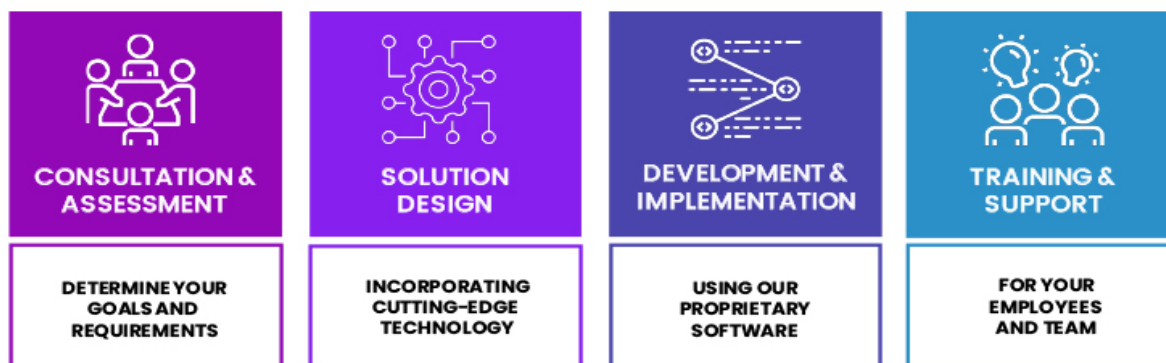 CONSULTATION &
ASSESSMENT
DETERMINE YOUR
GOALS AND
REQUIREMENTS
SOLUTION
DESIGN
INCORPORATING
CUTTING-EDGE
TECHNOLOGY
DEVELOPMENT &
IMPLEMENTATION
USING OUR
PROPRIETARY
SOFTWARE
TRAINING &
SUPPORT
FOR YOUR
EMPLOYEES
AND TEAM